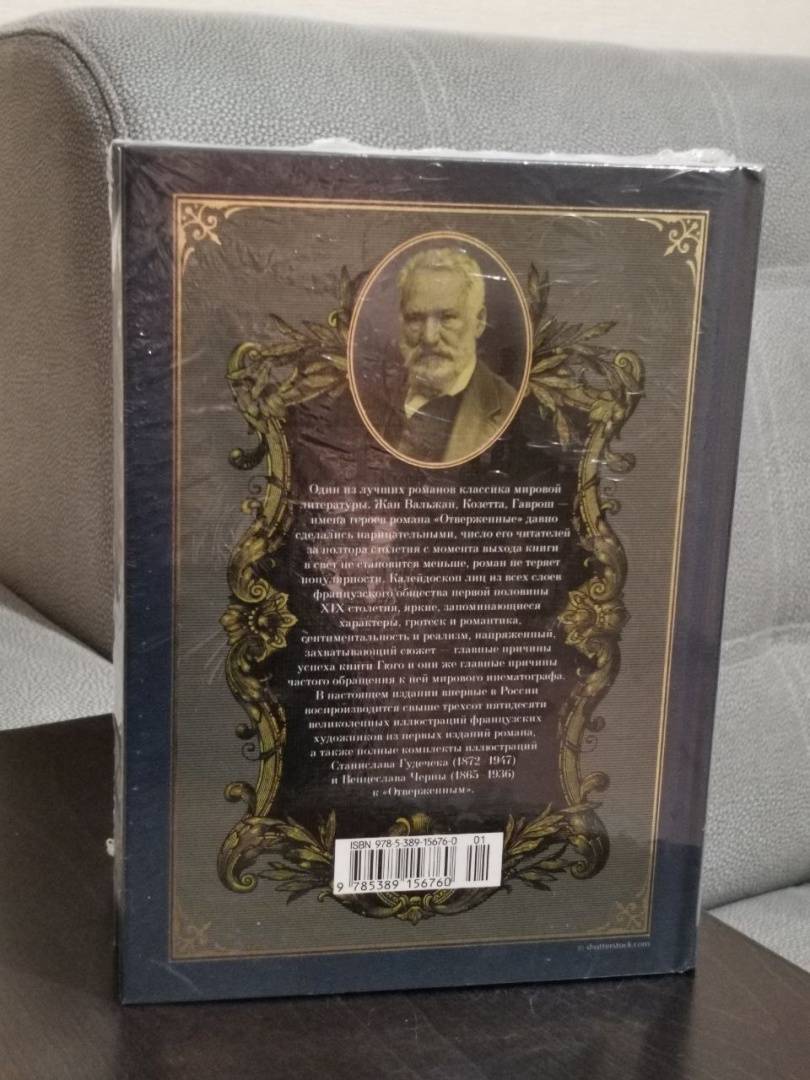 Один из лучших романов классика мировой
литературы. Жан Вальжан, Козетта, Гаврош —
имена героев романа «Отверженные» давно
сделались нарицательными, число его читателей
за полтора столетия с момента выхода книги
в свет не становится меньше, роман не теряет
популярности. Калейдоскоп лиц из всех слоев
французского общества первой половины
XIX столетия, яркие, запоминающиеся
характеры, гротеск и романтика,
сентиментальность и реализм, напряженный,
захватывающий сюжет — главные причины
успеха книги Гюго и они же главные причины
частого обращения к ней мирового кинематографа.
В настоящем издании впервые в России
воспроизводится свыше трехсот пятидесяти
великолепных иллюстраций французских
художников из первых изданий романа,
а также полные комплекты иллюстраций
Станислава Гудечека (1872–1947)
и Венцеслава Черны (1865–1936)
к «Отверженным».
ISBN 978-5-389-15676-0 01
9 785389 156760
© shutterstock.com